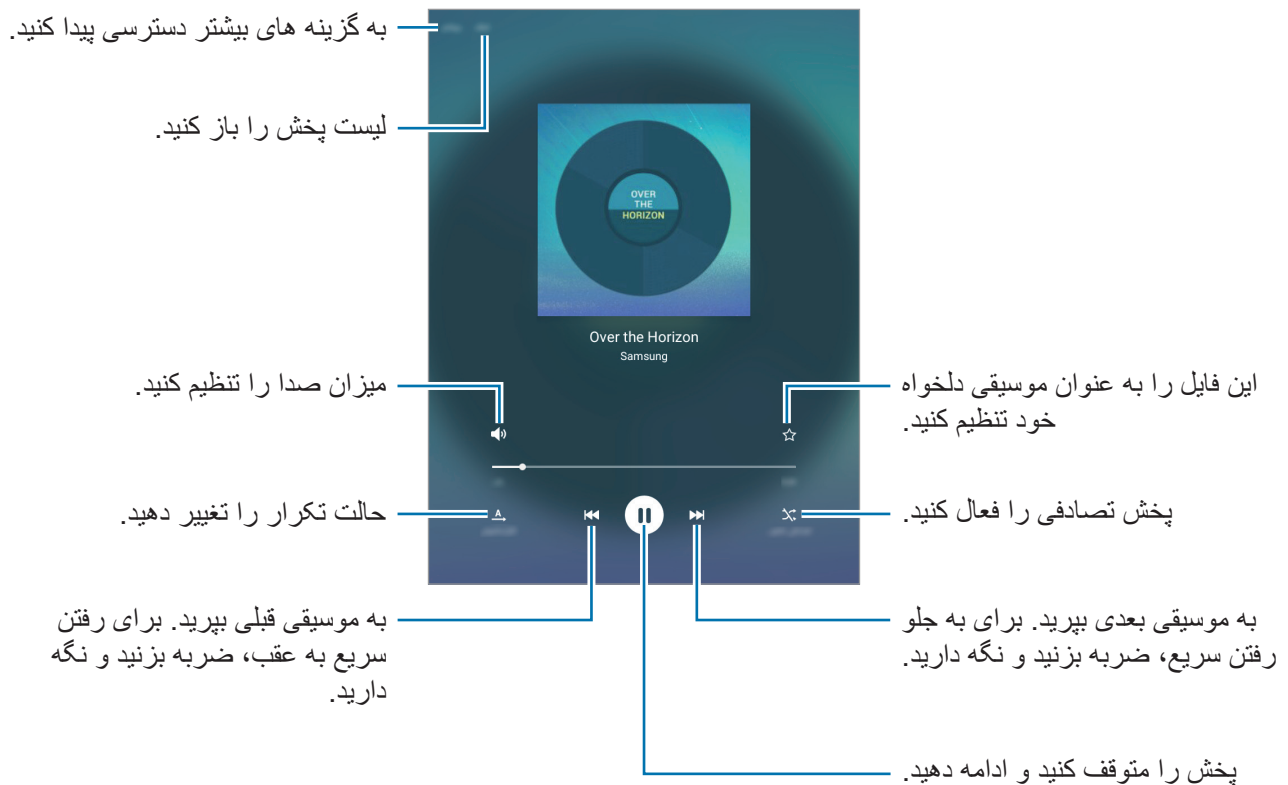 به گزینه های بیشتر دسترسی پیدا کنید.
لیست پخش را باز کنید.
OVER
THE
HORIZON
Over the Horizon
Samsung
میزان صدا را تنظیم کنید.
این فایل را به عنوان موسیقی دلخواه
خود تنظیم کنید.
حالت تکرار را تغییر دهید.
A
پخش تصادفی را فعال کنید.
به موسیقی قبلی بپرید. برای رفتن
سریع به عقب، ضربه بزنید و نگه
دارید.
به موسیقی بعدی بپرید. برای به جلو
رفتن سریع، ضربه بزنید و نگه دارید.
پخش را متوقف کنید و ادامه دهید.